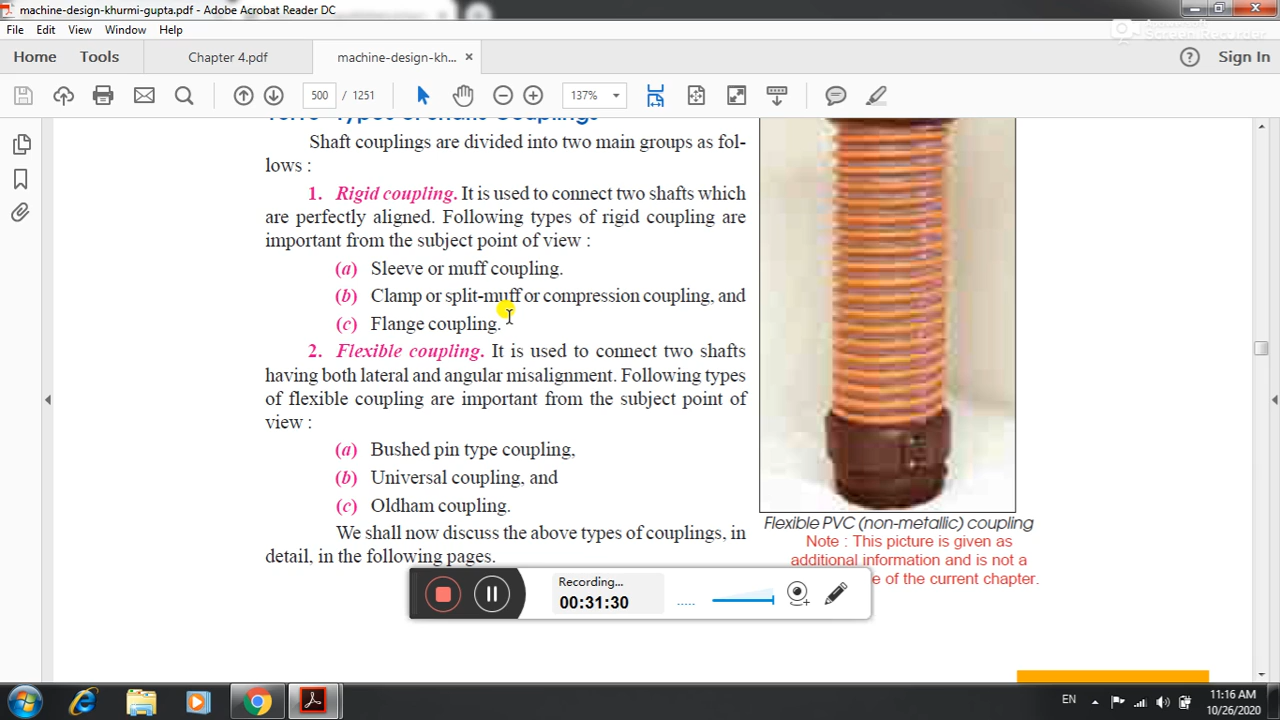 machine-design-khurmi-gupta.pdf - Adobe Acrobat Reader DC
File Edit View Window Help
Screen Recorder
Home Tools Chapter 4.pdf machine-design-kh... × Sign In
500 / 1251 137%
Types of Shafts Couplings
Shaft couplings are divided into two main groups as fol-
lows :
1. Rigid coupling. It is used to connect two shafts which
are perfectly aligned. Following types of rigid coupling are
important from the subject point of view :
(a) Sleeve or muff coupling.
(b) Clamp or split-muff or compression coupling, and
(c) Flange coupling.
2. Flexible coupling. It is used to connect two shafts
having both lateral and angular misalignment. Following types
of flexible coupling are important from the subject point of
view :
(a) Bushed pin type coupling,
(b) Universal coupling, and
(c) Oldham coupling.
We shall now discuss the above types of couplings, in
detail, in the following pages.
Flexible PVC (non-metallic) coupling
Note : This picture is given as
additional information and is not a
e of the current chapter.
Recording...
00:31:30
EN
11:16 AM
10/26/2020